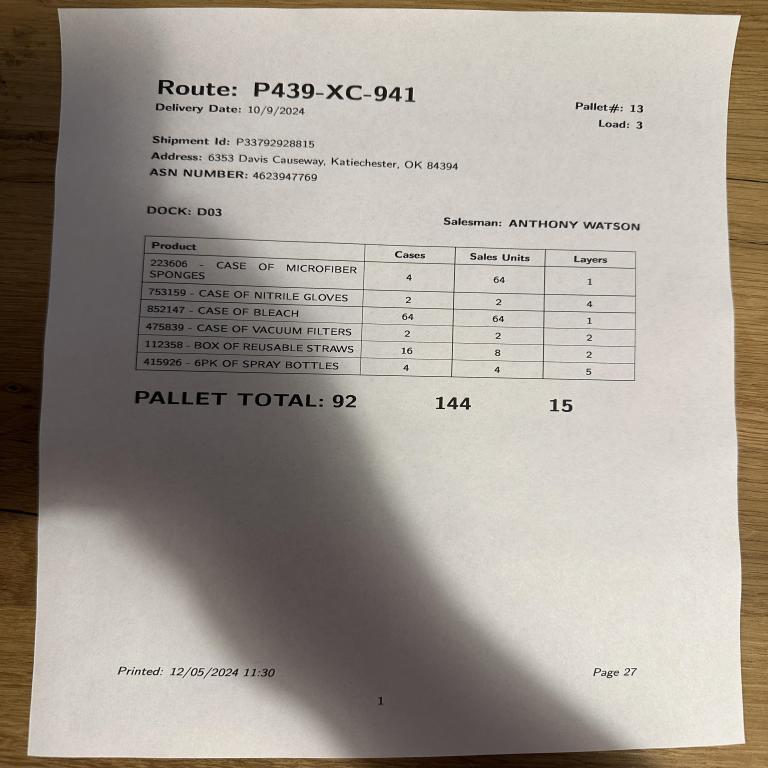 Route: P439-XC-941
Delivery Date: 10/9/2024
Pallet#: 13
Load: 3
Shipment Id: P33792928815
Address: 6353 Davis Causeway, Katiechester, OK 84394
ASN NUMBER: 4623947769
DOCK: D03
Salesman: ANTHONY WATSON
Product Cases Sales Units Layers
223606 - CASE OF MICROFIBER
SPONGES 4 64 1
753159 - CASE OF NITRILE GLOVES 2 2 4
852147 - CASE OF BLEACH 64 64 1
475839 - CASE OF VACUUM FILTERS 2 2 2
112358 - BOX OF REUSABLE STRAWS 16 8 2
415926 - 6PK OF SPRAY BOTTLES 4 4 5
PALLET TOTAL: 92 144 15
Printed: 12/05/2024 11:30
Page 27
1